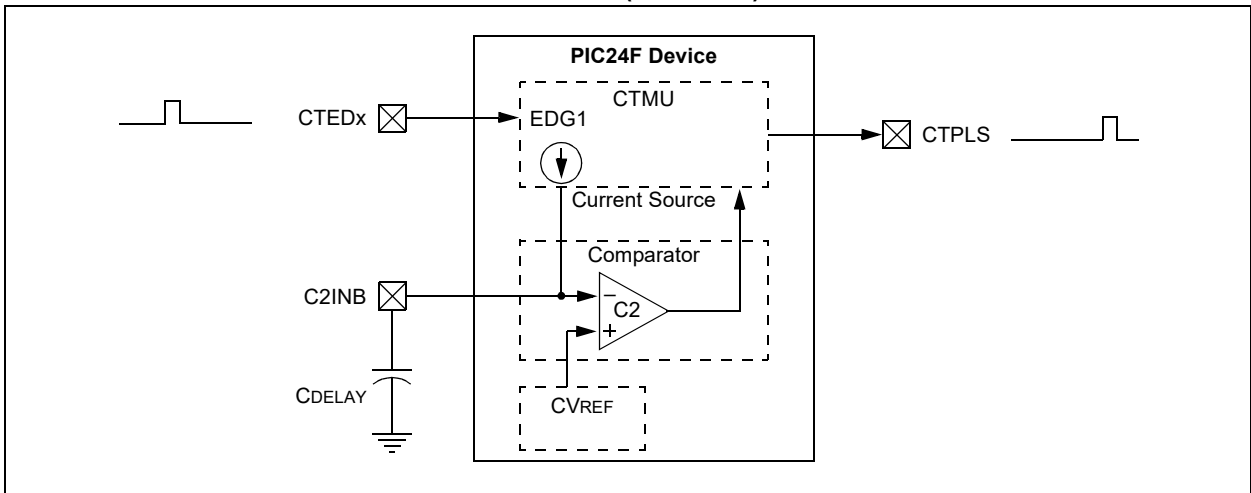 PIC24F Device
CTMU
CTEDx
EDG1
CTPLS
Current Source
Comparator
C2INB
−
C2
+
CDELAY
CVREF